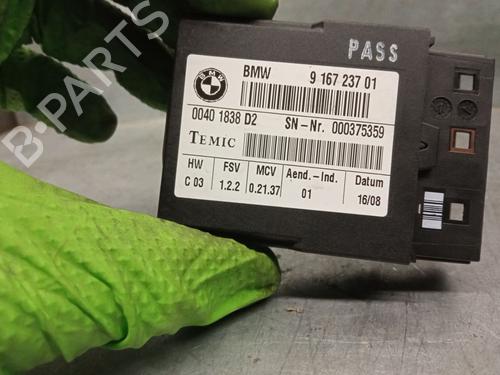 PASS
BMW
BMW 9 167 237 01
0040 1838 D2 SN-Nr. 000375359
TEMIC
HW FSV MCV Aend.-Ind. Datum
C 03 1.2.2 0.21.37 01 16/08
B-PARTS